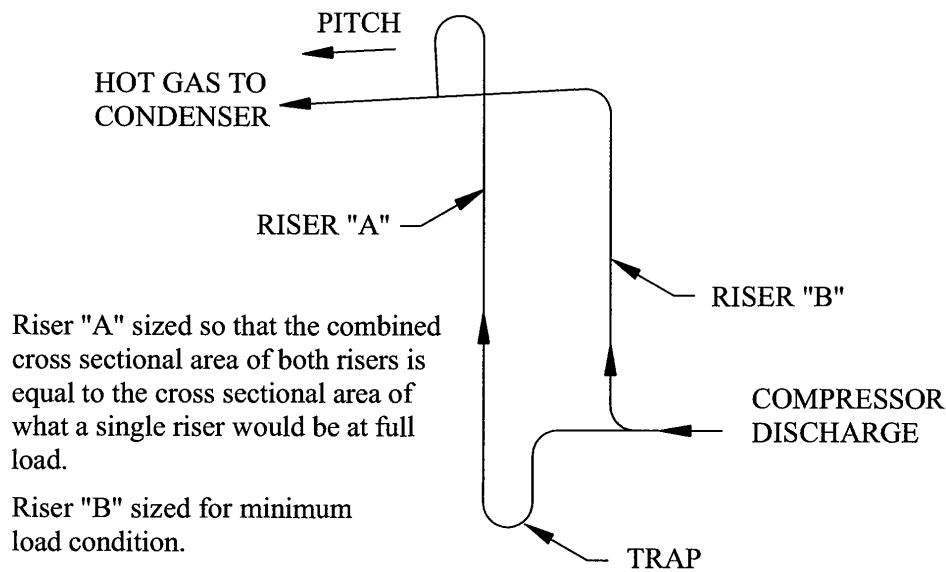 PITCH
HOT GAS TO
CONDENSER
RISER "A"
RISER "B"
Riser "A" sized so that the combined
cross sectional area of both risers is
equal to the cross sectional area of
what a single riser would be at full
load.
COMPRESSOR
DISCHARGE
Riser "B" sized for minimum
load condition.
TRAP